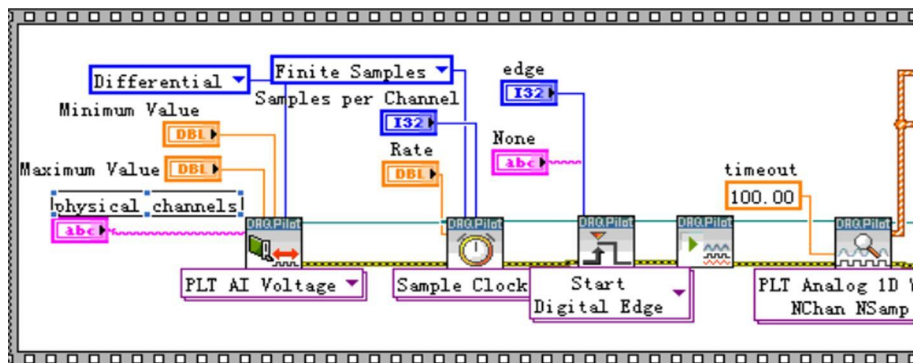 Differential
Finite Samples
edge
I32
Samples per Channel
Minimum Value
I32
DBL
None
abc
Rate
Maximum Value
DBL
DBL
timeout
100.00
physical channels
abc
DAQPilot
DAQPilot
DAQPilot
DAQPilot
DAQPilot
PLT AI Voltage
Sample Clock
Start
Digital Edge
PLT Analog 1D
NChan NSamp